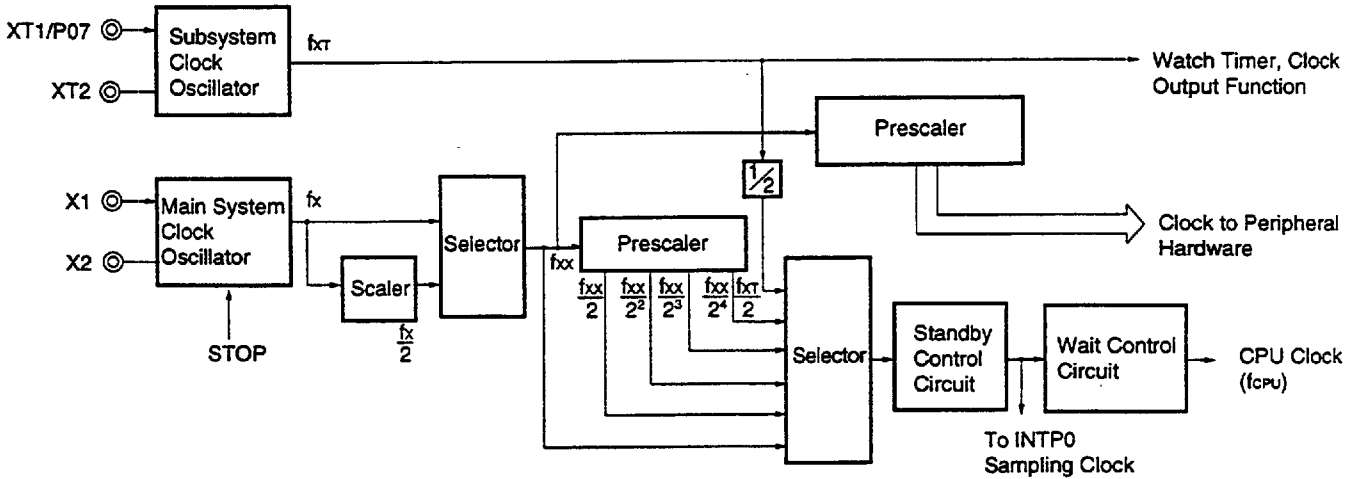 XT1/P07
XT2
Subsystem
Clock
Oscillator
fXT
Watch Timer, Clock
Output Function
Prescaler
1/2
X1
X2
Main System
Clock
Oscillator
STOP
fX
Scaler
fX/2
Selector
fXX
Prescaler
fXX/2
fXX/2²
fXX/2³
fXX/2⁴
fXT/2
Clock to Peripheral
Hardware
Selector
Standby
Control
Circuit
Wait Control
Circuit
CPU Clock
(fCPU)
To INTP0
Sampling Clock